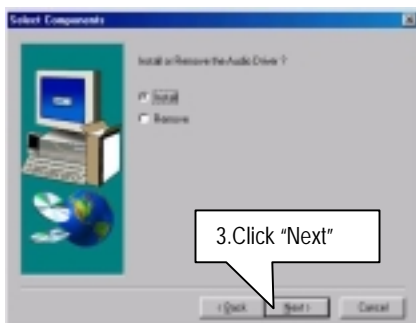 Select Components
Install or Remove the Audio Driver ?
Install
Remove
3.Click “Next”
< Back
Next >
Cancel